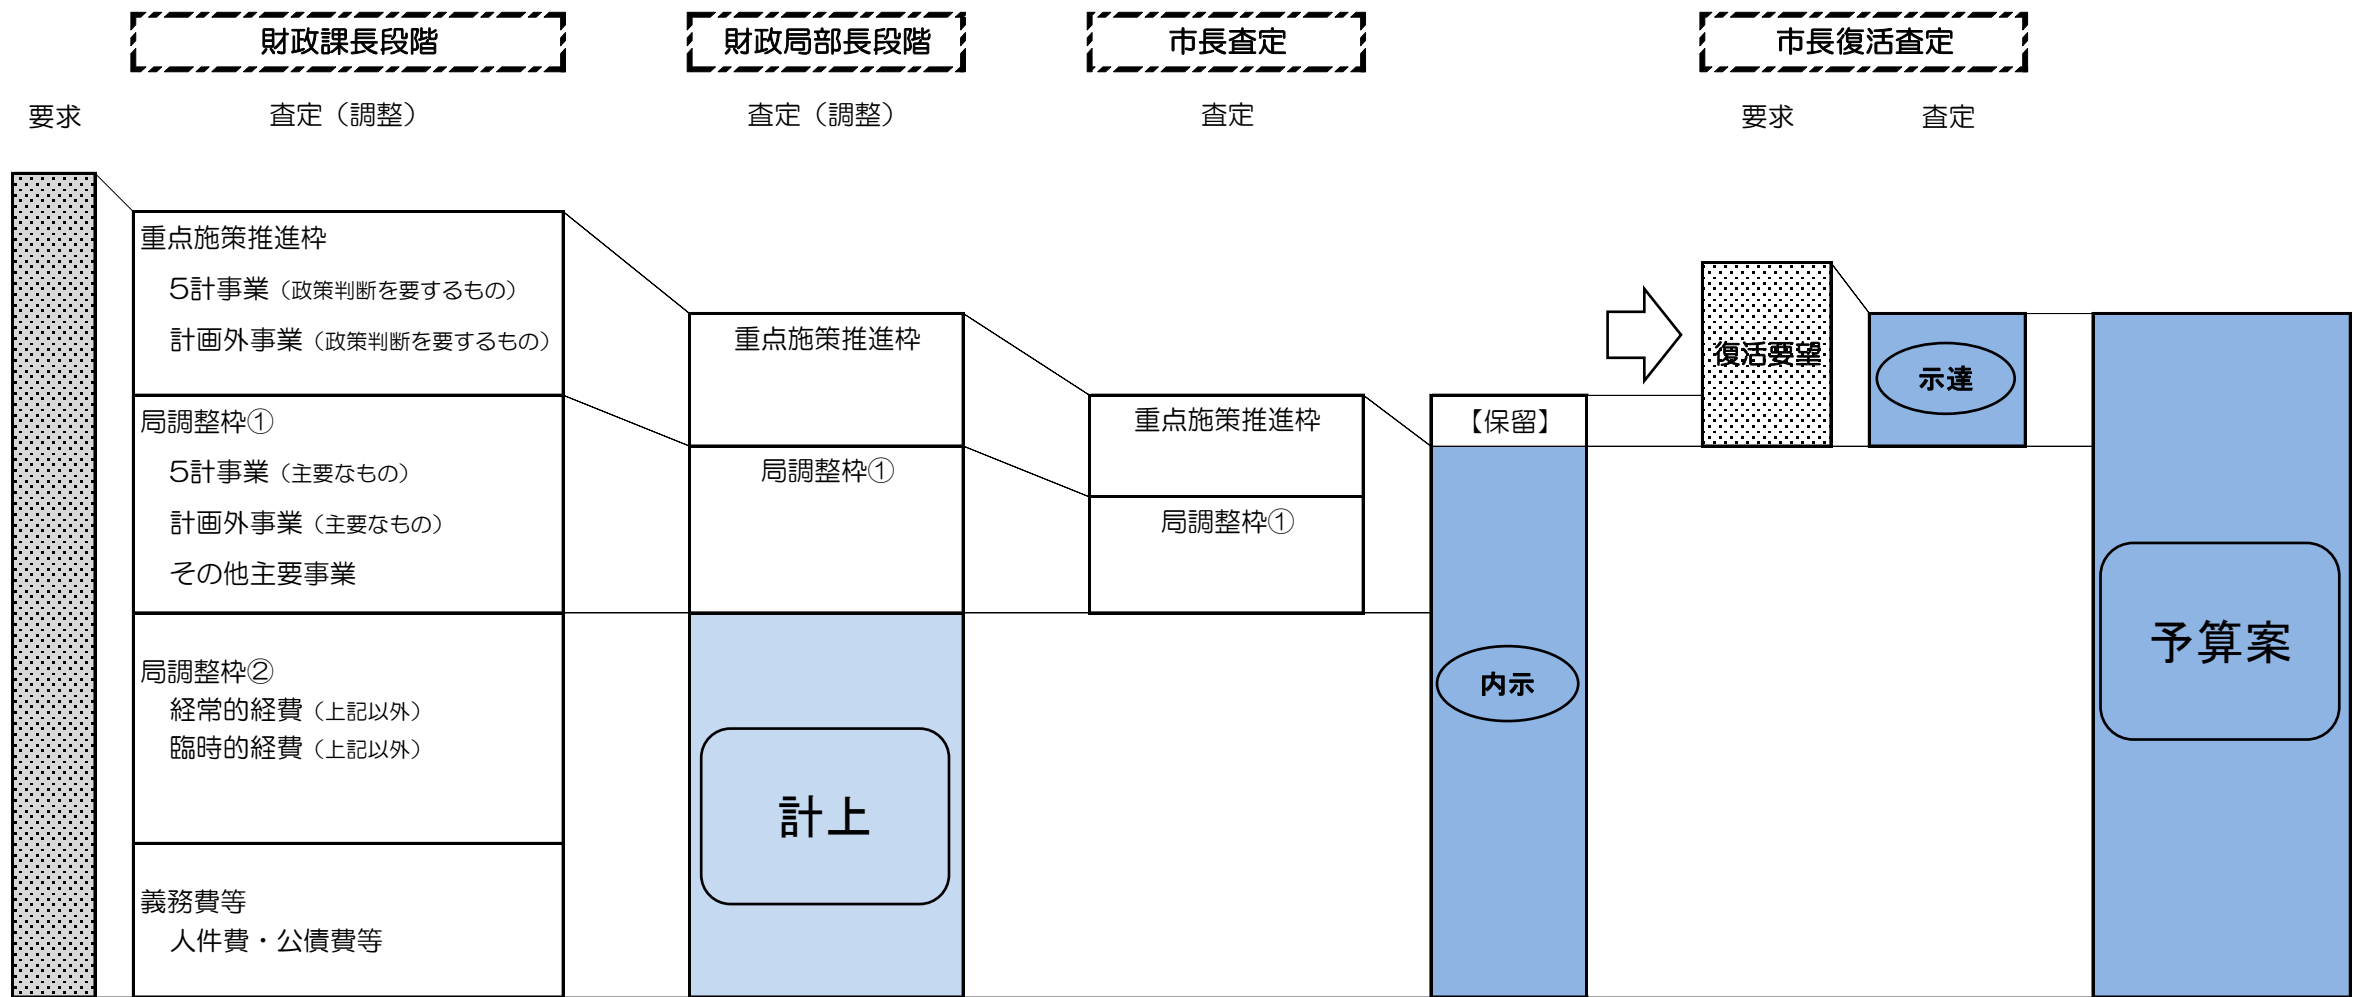 財政課長段階
財政局部長段階
市長査定
市長復活査定
要求
査定（調整）
査定（調整）
査定
要求
査定
重点施策推進枠
5計事業（政策判断を要するもの）
計画外事業（政策判断を要するもの）
局調整枠①
5計事業（主要なもの）
計画外事業（主要なもの）
その他主要事業
局調整枠②
経常的経費（上記以外）
臨時的経費（上記以外）
義務費等
人件費・公債費等
重点施策推進枠
局調整枠①
計上
重点施策推進枠
局調整枠①
【保留】
内示
復活要望
示達
予算案